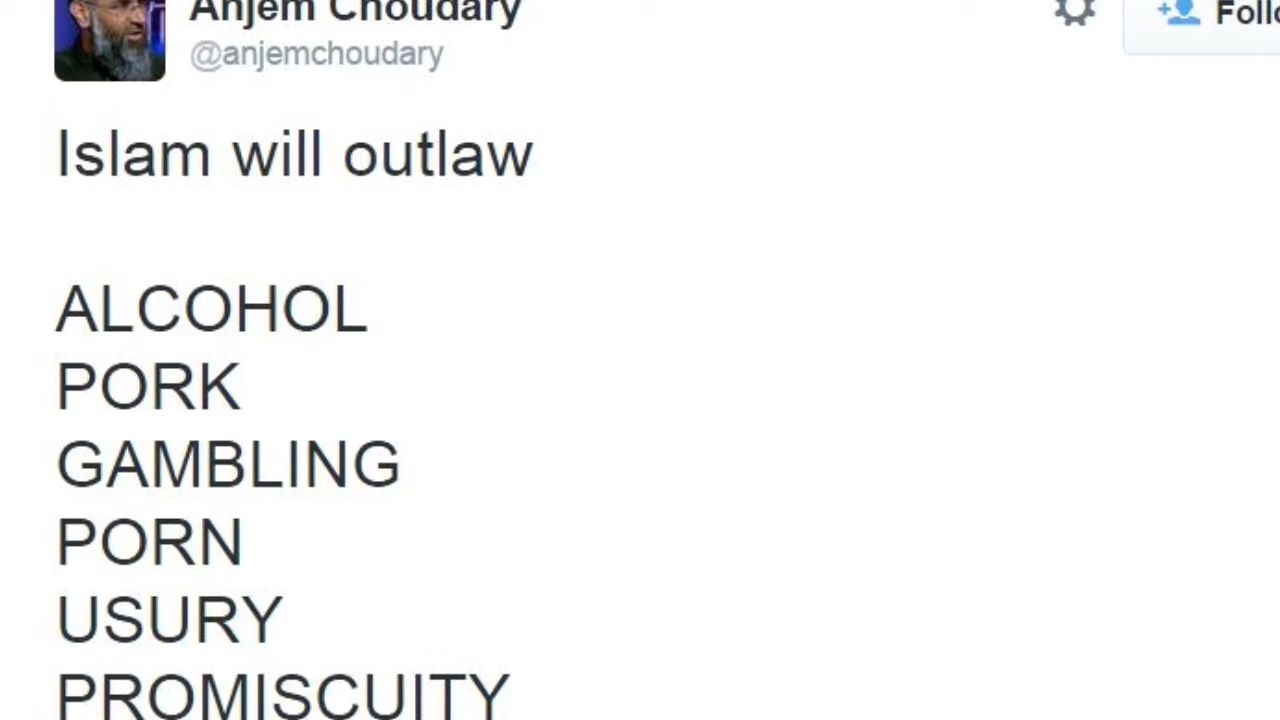 Anjem Choudary
@anjemchoudary
Islam will outlaw
ALCOHOL
PORK
GAMBLING
PORN
USURY
PROMISCUITY